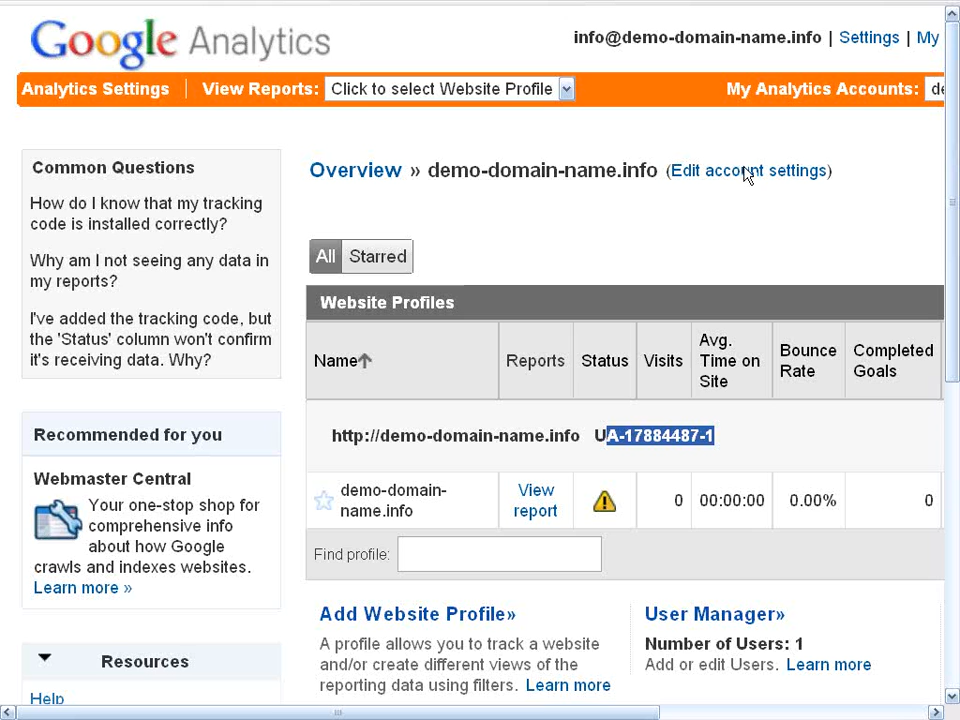 Google Analytics
info@demo-domain-name.info | Settings | My
Analytics Settings
View Reports: Click to select Website Profile
My Analytics Accounts:
Common Questions
How do I know that my tracking
code is installed correctly?
Why am I not seeing any data in
my reports?
I've added the tracking code, but
the 'Status' column won't confirm
it's receiving data. Why?
Recommended for you
Webmaster Central
Your one-stop shop for
comprehensive info
about how Google
crawls and indexes websites.
Learn more »
Resources
Help
Overview » demo-domain-name.info (Edit account settings)
All Starred
Website Profiles
Name Reports Status Visits Avg. Time on Site Bounce Rate Completed Goals
http://demo-domain-name.info UA-17884487-1
demo-domain-name.info View report 0 00:00:00 0.00% 0
Find profile:
Add Website Profile»
A profile allows you to track a website
and/or create different views of the
reporting data using filters. Learn more
User Manager»
Number of Users: 1
Add or edit Users. Learn more